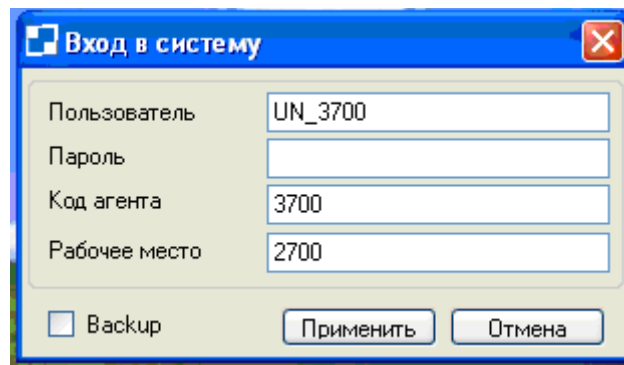 Вход в систему
Пользователь UN_3700
Пароль
Код агента 3700
Рабочее место 2700
Backup Применить Отмена